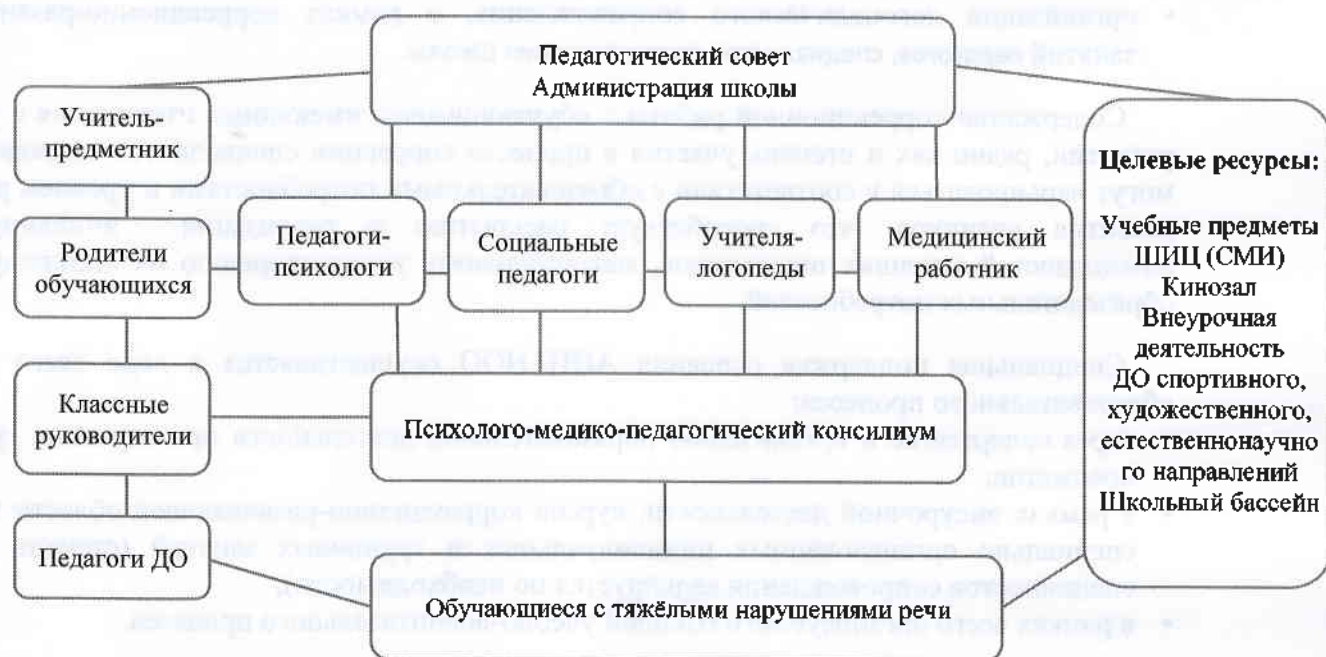 Педагогический совет
Администрация школы
Учитель-
предметник
Родители
обучающихся
Педагоги-
психологи
Социальные
педагоги
Учителя-
логопеды
Медицинский
работник
Классные
руководители
Психолого-медико-педагогический консилиум
Педагоги ДО
Обучающиеся с тяжёлыми нарушениями речи
Целевые ресурсы:
Учебные предметы
ШИЦ (СМИ)
Кинозал
Внеурочная
деятельность
ДО спортивного,
художественного,
естественнонаучно
го направлений
Школьный бассейн